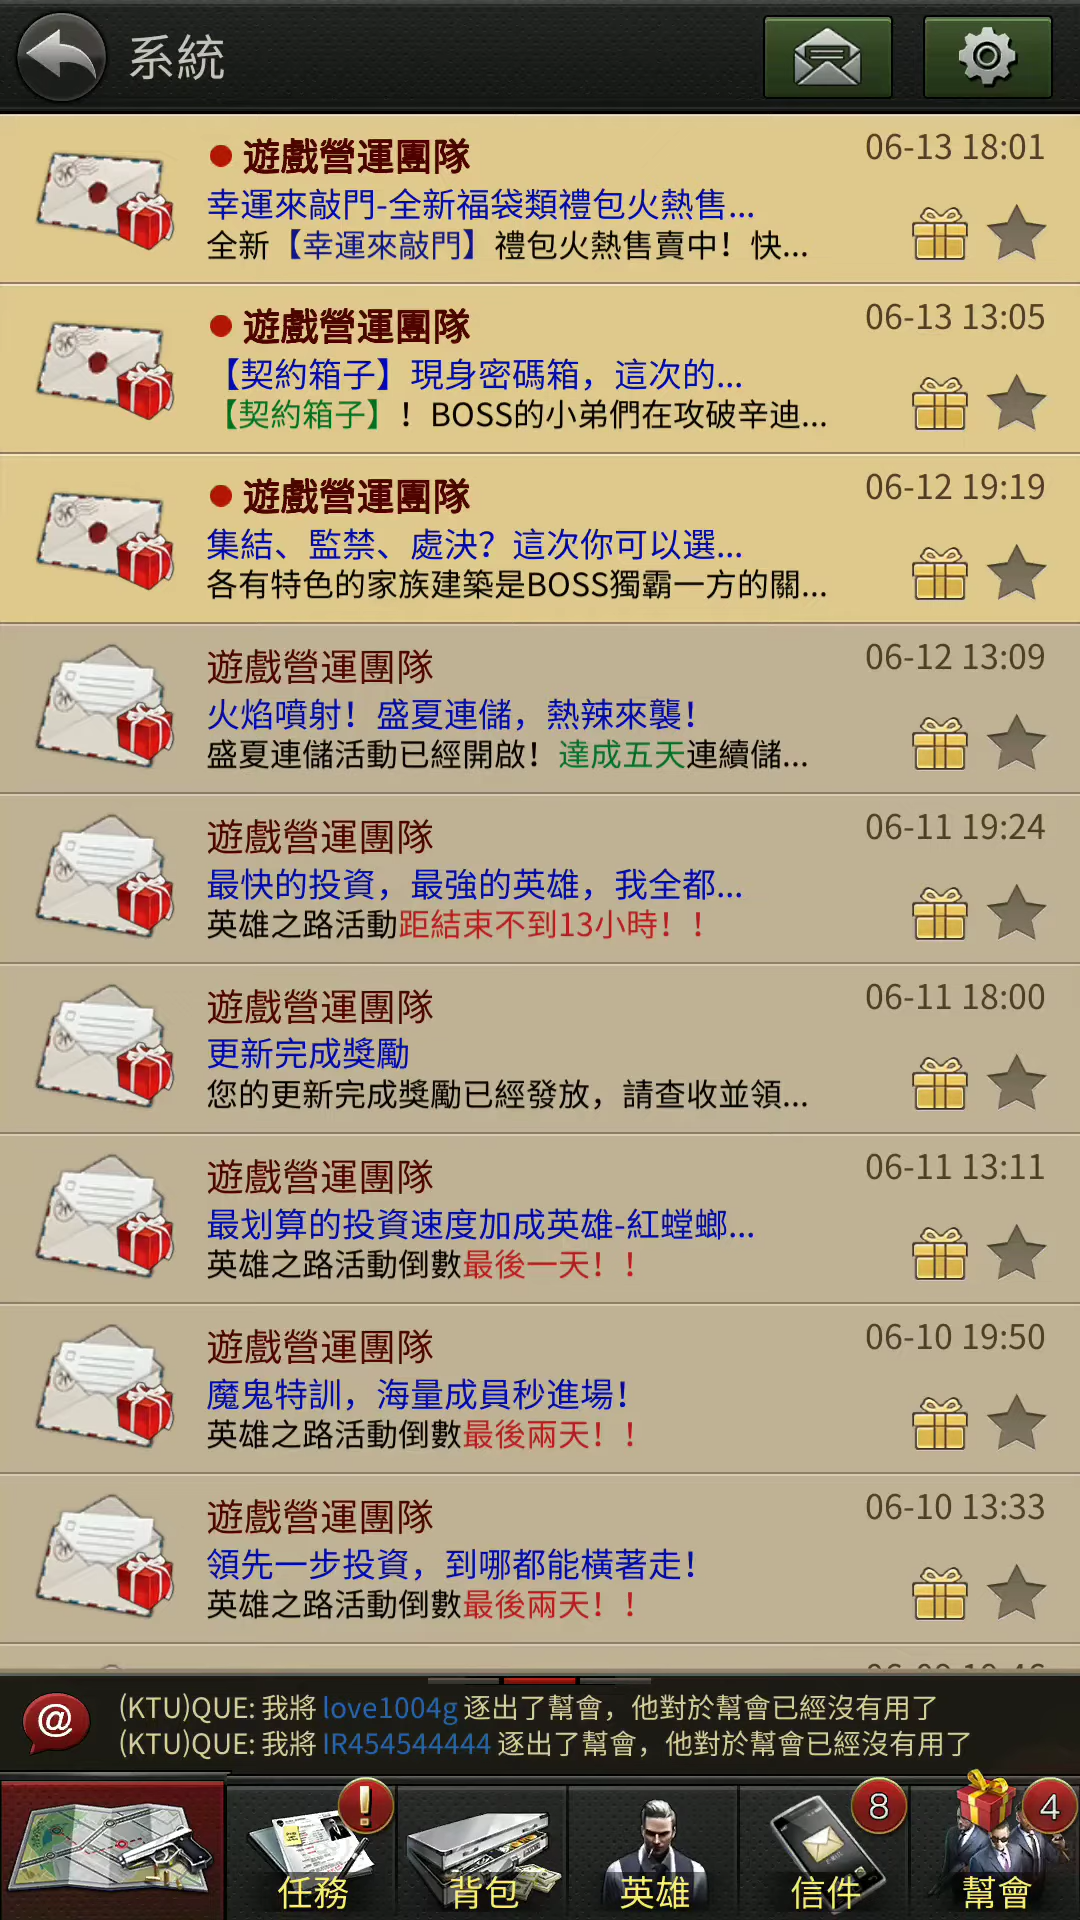 系統
遊戲營運團隊
06-13 18:01
幸運來敲門-全新福袋類禮包火熱售...
全新【幸運來敲門】禮包火熱售賣中！快...
遊戲營運團隊
06-13 13:05
【契約箱子】現身密碼箱，這次的...
【契約箱子】！BOSS的小弟們在攻破辛迪...
遊戲營運團隊
06-12 19:19
集結、監禁、處決？這次你可以選...
各有特色的家族建築是BOSS獨霸一方的關...
遊戲營運團隊
06-12 13:09
火焰噴射！盛夏連儲，熱辣來襲！
盛夏連儲活動已經開啟！達成五天連續儲...
遊戲營運團隊
06-11 19:24
最快的投資，最強的英雄，我全都...
英雄之路活動距結束不到13小時！！
遊戲營運團隊
06-11 18:00
更新完成獎勵
您的更新完成獎勵已經發放，請查收並領...
遊戲營運團隊
06-11 13:11
最划算的投資速度加成英雄-紅螳螂...
英雄之路活動倒數最後一天！！
遊戲營運團隊
06-10 19:50
魔鬼特訓，海量成員秒進場！
英雄之路活動倒數最後兩天！！
遊戲營運團隊
06-10 13:33
領先一步投資，到哪都能橫著走！
英雄之路活動倒數最後兩天！！
@
(KTU)QUE: 我將 love1004g 逐出了幫會，他對於幫會已經沒有用了
(KTU)QUE: 我將 IR454544444 逐出了幫會，他對於幫會已經沒有用了
!
8
4
任務
背包
英雄
信件
幫會